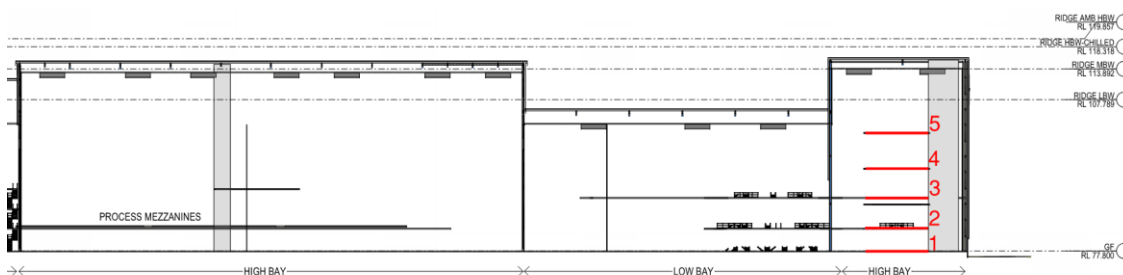 RIDGE AMB HBW
RL 119.857
RIDGE HBW-CHILLED
RL 118.318
RIDGE MBW
RL 113.892
RIDGE LBW
RL 107.789
5
4
3
2
1
PROCESS MEZZANINES
GF
RL 77.800
HIGH BAY
LOW BAY
HIGH BAY